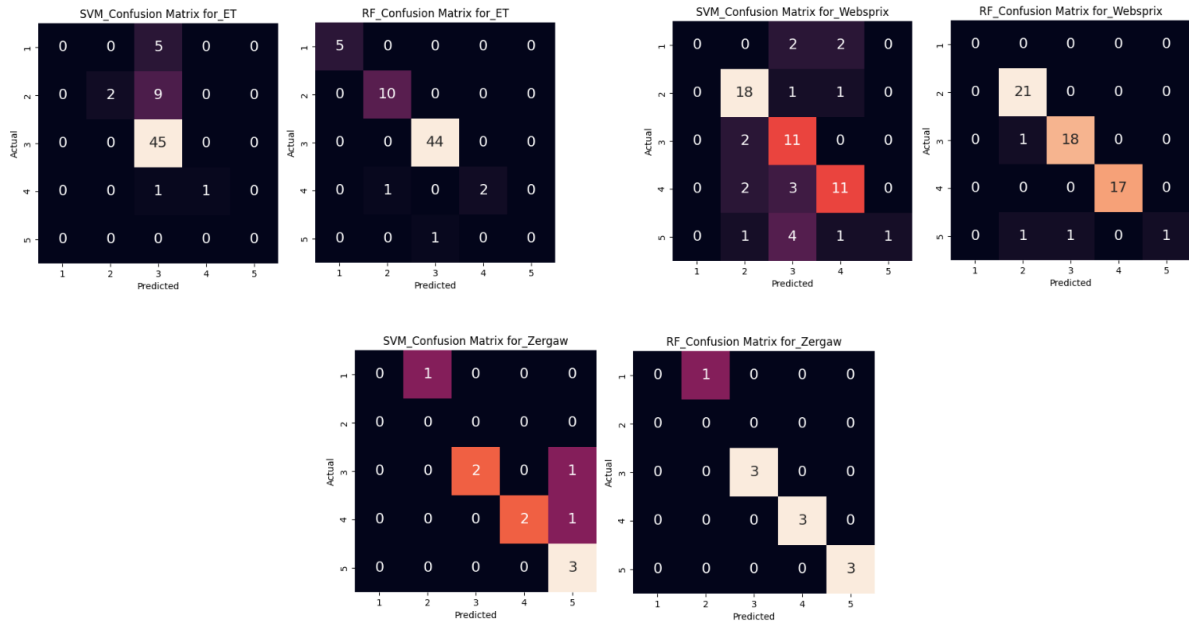 SVM_Confusion Matrix for_ET
1 0 0 5 0 0
2 0 2 9 0 0
Actual
3 0 0 45 0 0
4 0 0 1 1 0
5 0 0 0 0 0
1 2 3 4 5
Predicted
RF_Confusion Matrix for_ET
1 5 0 0 0 0
2 0 10 0 0 0
Actual
3 0 0 44 0 0
4 0 1 0 2 0
5 0 0 1 0 0
1 2 3 4 5
Predicted
SVM_Confusion Matrix for_Websprix
1 0 0 2 2 0
2 0 18 1 1 0
Actual
3 0 2 11 0 0
4 0 2 3 11 0
5 0 1 4 1 1
1 2 3 4 5
Predicted
RF_Confusion Matrix for_Websprix
1 0 0 0 0 0
2 0 21 0 0 0
Actual
3 0 1 18 0 0
4 0 0 0 17 0
5 0 1 1 0 1
1 2 3 4 5
Predicted
SVM_Confusion Matrix for_Zergaw
1 0 1 0 0 0
2 0 0 0 0 0
Actual
3 0 0 2 0 1
4 0 0 0 2 1
5 0 0 0 0 3
1 2 3 4 5
Predicted
RF_Confusion Matrix for_Zergaw
1 0 1 0 0 0
2 0 0 0 0 0
Actual
3 0 0 3 0 0
4 0 0 0 3 0
5 0 0 0 0 3
1 2 3 4 5
Predicted